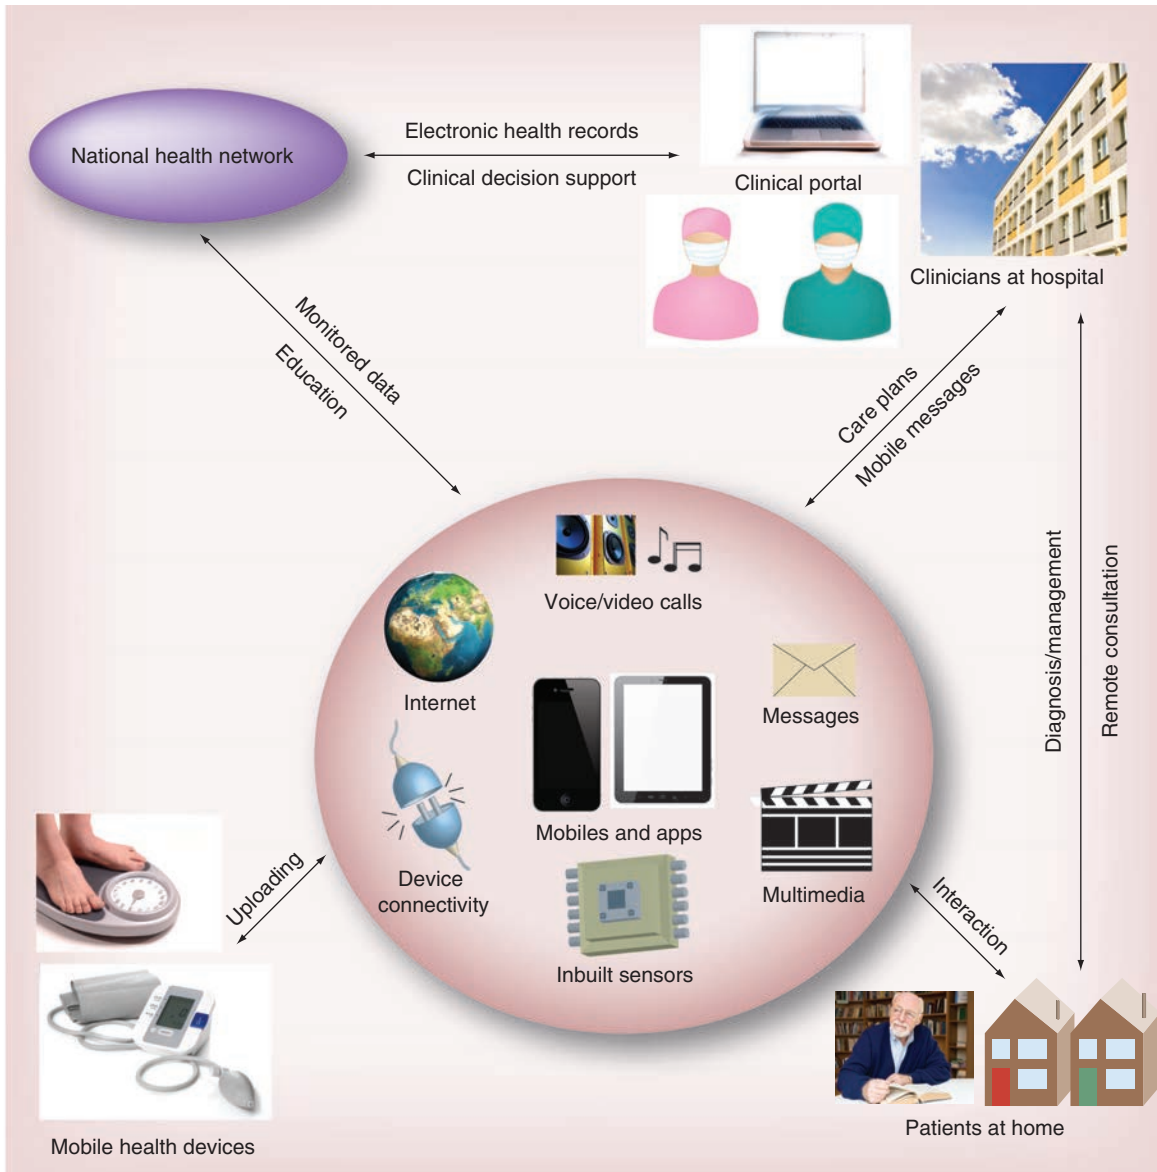 National health network
Electronic health records
Clinical decision support
Clinical portal
Clinicians at hospital
Monitored data
Education
Care plans
Mobile messages
Diagnosis/management
Remote consultation
Voice/video calls
Internet
Messages
Mobiles and apps
Device
connectivity
Multimedia
Inbuilt sensors
Uploading
Interaction
Mobile health devices
Patients at home